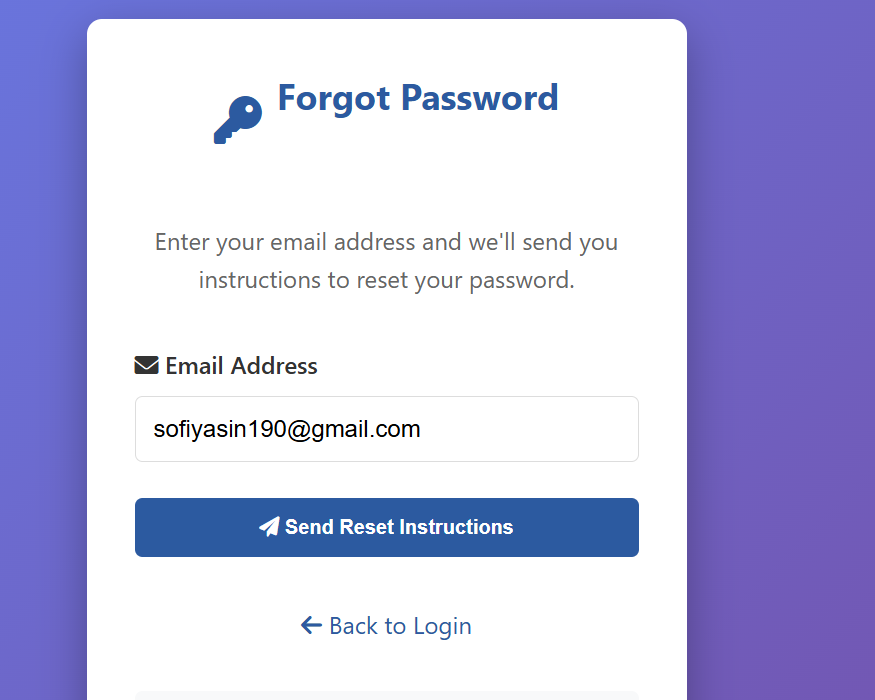 Forgot Password
Enter your email address and we'll send you
instructions to reset your password.
Email Address
sofiyasin190@gmail.com
Send Reset Instructions
Back to Login